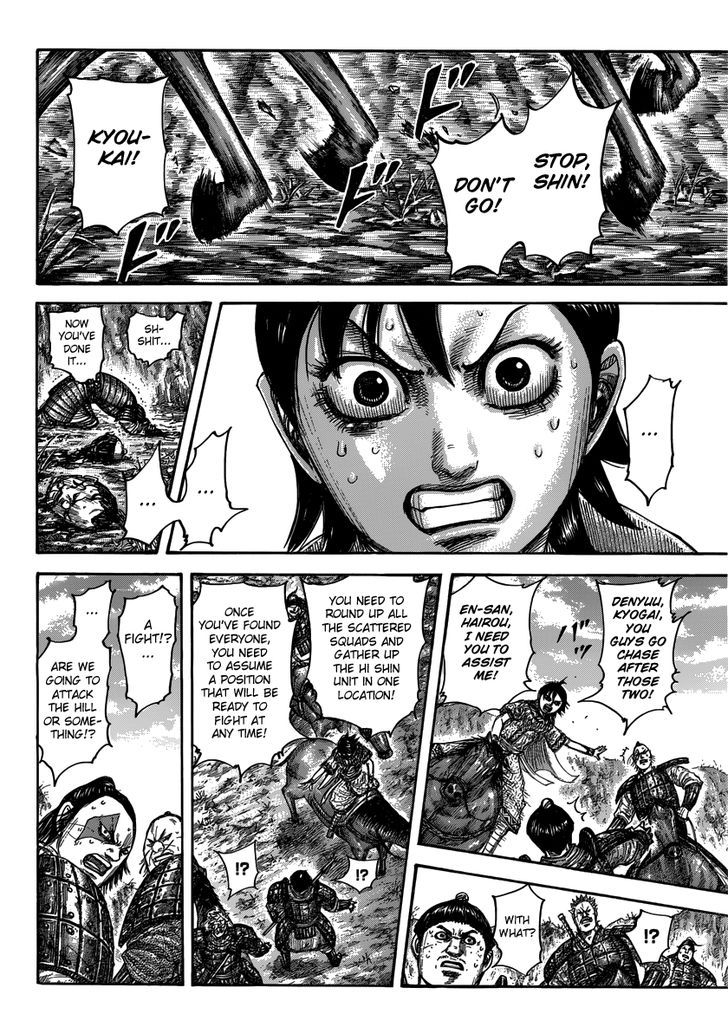 STOP,
SHIN!
DON'T
GO!
ドド
ド
ドド
KYOU-
KAI!
...
SH-
SHIT...
NOW
YOU'VE
DONE
IT...
...
...
DENYUU,
KYOGAI,
YOU
GUYS GO
CHASE
AFTER
THOSE
TWO!
EN-SAN,
HAIROU,
I NEED
YOU TO
ASSIST
ME!
!?
WITH
WHAT?
YOU NEED TO
ROUND UP ALL
THE SCATTERED
SQUADS AND
GATHER UP
THE HI SHIN
UNIT IN ONE
LOCATION!
ONCE
YOU'VE FOUND
EVERYONE,
YOU NEED
TO ASSUME
A POSITION
THAT WILL BE
READY TO
FIGHT AT
ANY TIME!
!?
!?
A
FIGHT!?
...
...
ARE WE
GOING TO
ATTACK
THE HILL
OR SOME-
THING!?